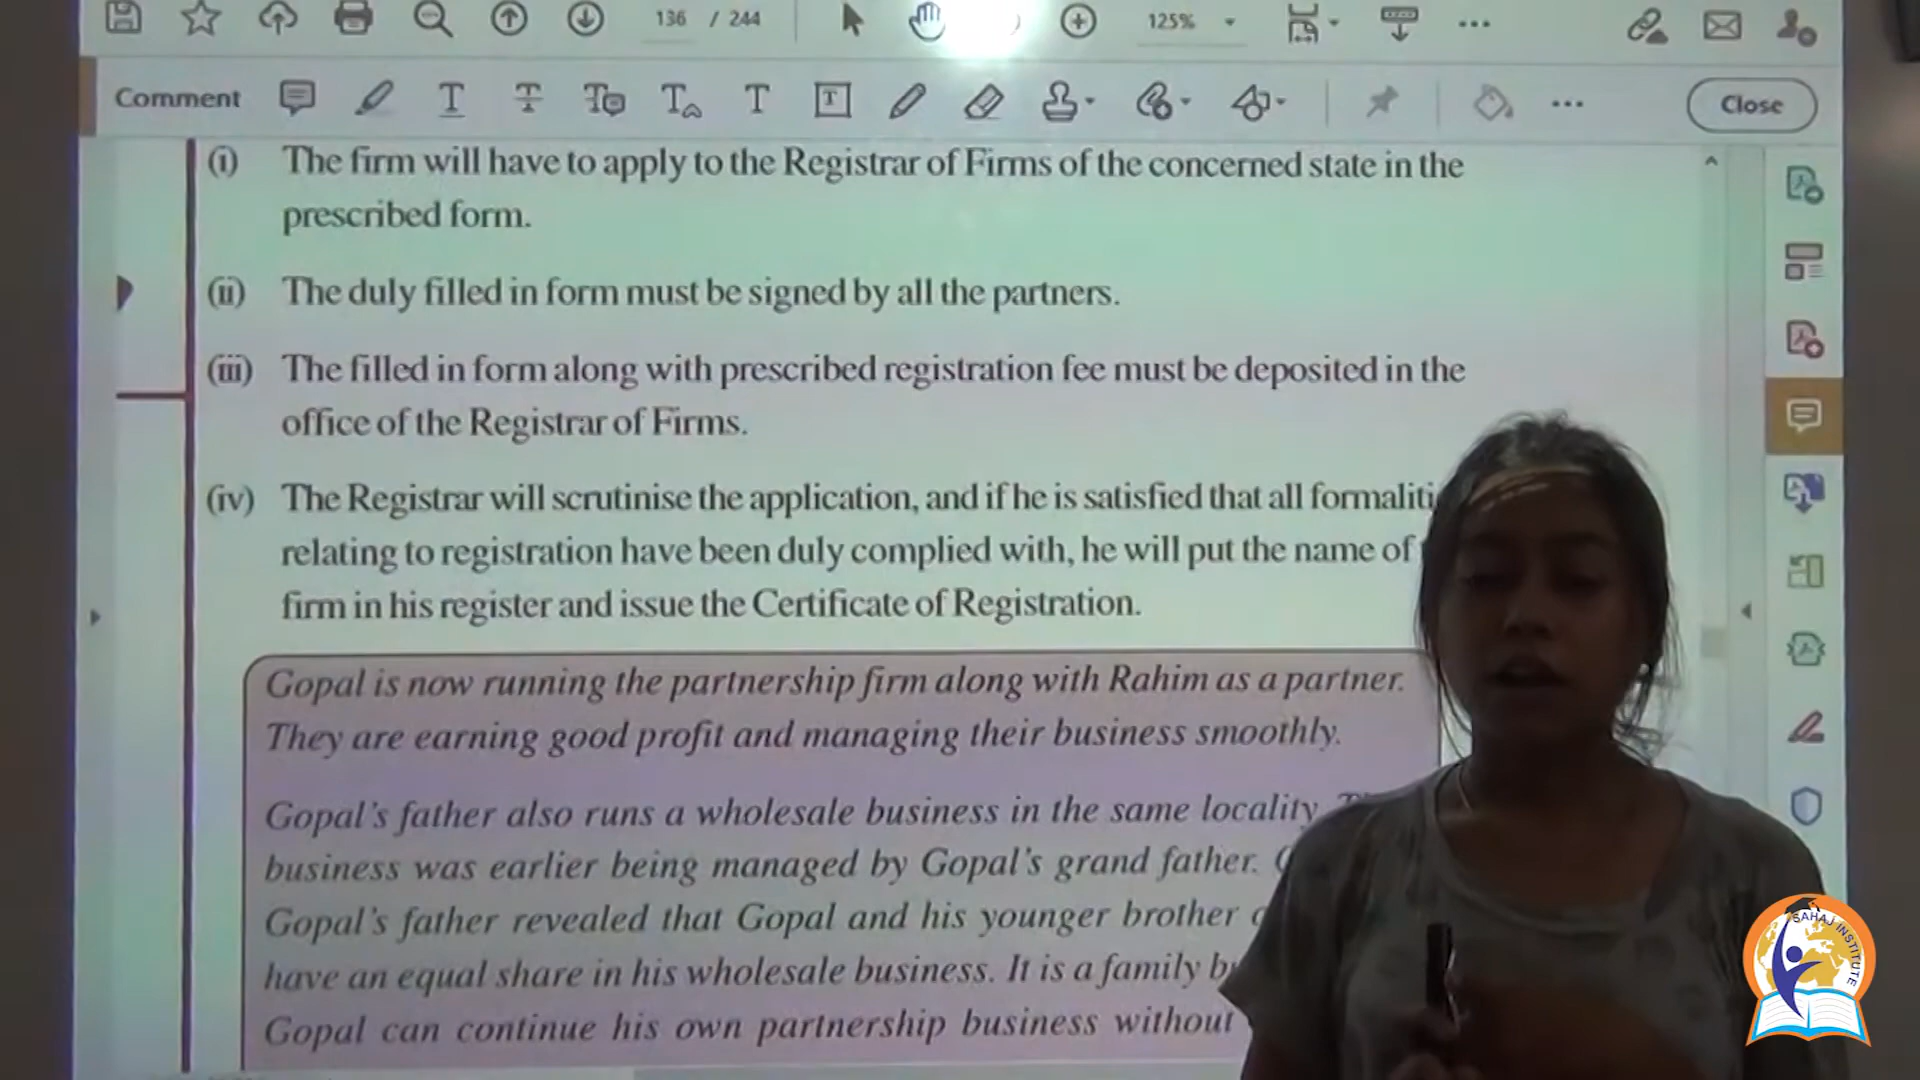 136 / 244
125%
Comment
Close
(i) The firm will have to apply to the Registrar of Firms of the concerned state in the
prescribed form.
(ii) The duly filled in form must be signed by all the partners.
(iii) The filled in form along with prescribed registration fee must be deposited in the
office of the Registrar of Firms.
(iv) The Registrar will scrutinise the application, and if he is satisfied that all formaliti
relating to registration have been duly complied with, he will put the name of
firm in his register and issue the Certificate of Registration.
Gopal is now running the partnership firm along with Rahim as a partner.
They are earning good profit and managing their business smoothly.
Gopal's father also runs a wholesale business in the same locality.
business was earlier being managed by Gopal's grand father.
Gopal's father revealed that Gopal and his younger brother
have an equal share in his wholesale business. It is a family
Gopal can continue his own partnership business without
SAHAJ INSTITUTE